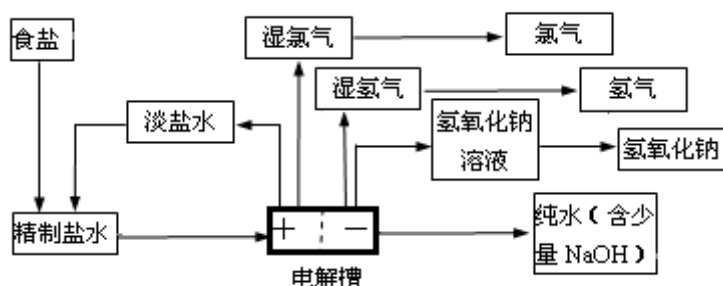 食盐
湿氯气
氯气
湿氢气
氢气
淡盐水
氢氧化钠
溶液
氢氧化钠
精制盐水
+
−
纯水（含少
量 NaOH）
电解槽